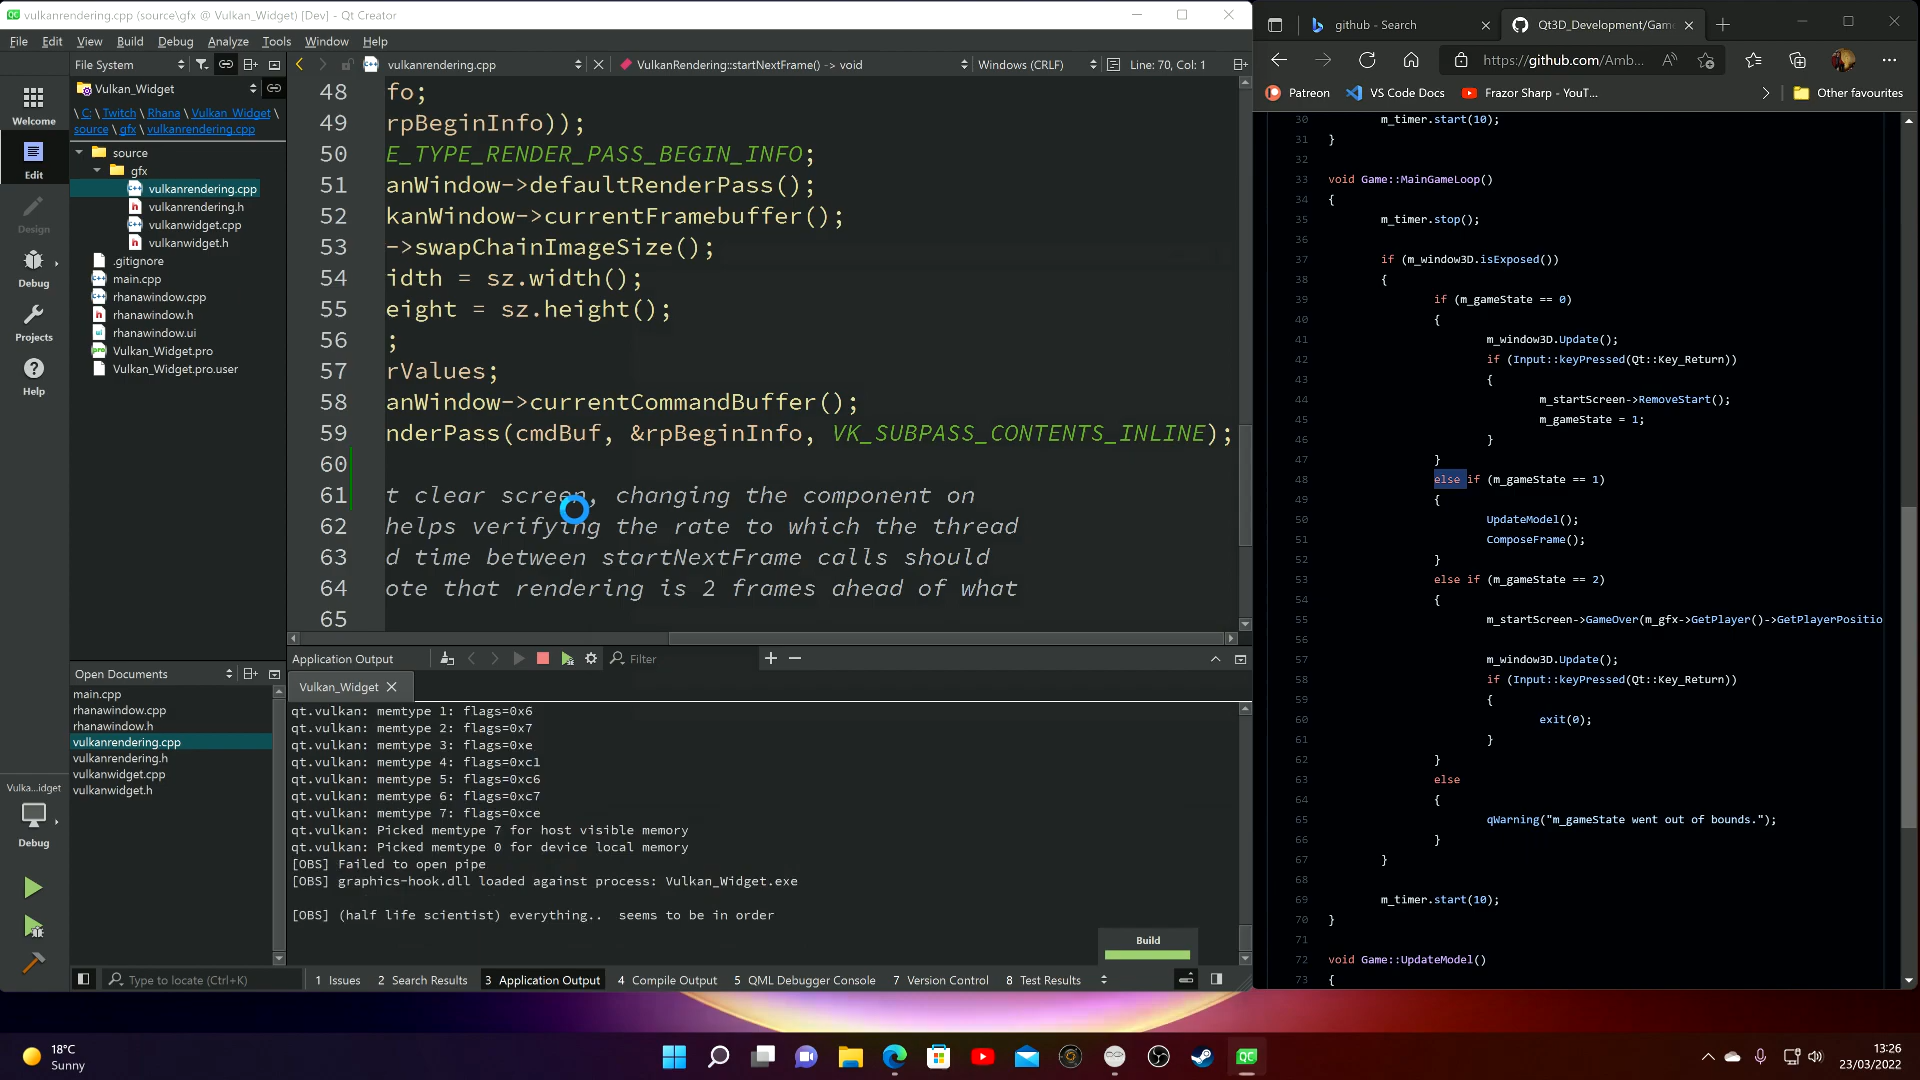 vulkanrendering.cpp (source\gfx @ Vulkan_Widget) [Dev] - Qt Creator
File Edit View Build Debug Analyze Tools Window Help
File System
vulkanrendering.cpp
VulkanRendering::startNextFrame() -> void
Windows (CRLF)
Line: 70, Col: 1
Welcome
Edit
Design
Debug
Projects
Help
Vulkan_Widget
\ C: \ Twitch \ Rhana \ Vulkan_Widget \
source \ gfx \ vulkanrendering.cpp
source
gfx
vulkanrendering.cpp
vulkanrendering.h
vulkanwidget.cpp
vulkanwidget.h
.gitignore
main.cpp
rhanawindow.cpp
rhanawindow.h
rhanawindow.ui
Vulkan_Widget.pro
Vulkan_Widget.pro.user
48 fo;
49 rpBeginInfo));
50 E_TYPE_RENDER_PASS_BEGIN_INFO;
51 anWindow->defaultRenderPass();
52 kanWindow->currentFramebuffer();
53 ->swapChainImageSize();
54 idth = sz.width();
55 eight = sz.height();
56 ;
57 rValues;
58 anWindow->currentCommandBuffer();
59 nderPass(cmdBuf, &rpBeginInfo, VK_SUBPASS_CONTENTS_INLINE);
60
61 t clear screen, changing the component on
62 helps verifying the rate to which the thread
63 d time between startNextFrame calls should
64 ote that rendering is 2 frames ahead of what
65
Open Documents
main.cpp
rhanawindow.cpp
rhanawindow.h
vulkanrendering.cpp
vulkanrendering.h
vulkanwidget.cpp
vulkanwidget.h
Vulka...idget
Debug
Application Output
Filter
Vulkan_Widget
qt.vulkan: memtype 1: flags=0x6
qt.vulkan: memtype 2: flags=0x7
qt.vulkan: memtype 3: flags=0xe
qt.vulkan: memtype 4: flags=0xc1
qt.vulkan: memtype 5: flags=0xc6
qt.vulkan: memtype 6: flags=0xc7
qt.vulkan: memtype 7: flags=0xce
qt.vulkan: Picked memtype 7 for host visible memory
qt.vulkan: Picked memtype 0 for device local memory
[OBS] Failed to open pipe
[OBS] graphics-hook.dll loaded against process: Vulkan_Widget.exe
[OBS] (half life scientist) everything.. seems to be in order
Build
Type to locate (Ctrl+K)
1 Issues 2 Search Results 3 Application Output 4 Compile Output 5 QML Debugger Console 7 Version Control 8 Test Results
github - Search
Qt3D_Development/Game
https://github.com/Amb...
Patreon
VS Code Docs
Frazor Sharp - YouT...
Other favourites
30 m_timer.start(10);
31 }
32
33 void Game::MainGameLoop()
34 {
35 m_timer.stop();
36
37 if (m_window3D.isExposed())
38 {
39 if (m_gameState == 0)
40 {
41 m_window3D.Update();
42 if (Input::keyPressed(Qt::Key_Return))
43 {
44 m_startScreen->RemoveStart();
45 m_gameState = 1;
46 }
47 }
48 else if (m_gameState == 1)
49 {
50 UpdateModel();
51 ComposeFrame();
52 }
53 else if (m_gameState == 2)
54 {
55 m_startScreen->GameOver(m_gfx->GetPlayer()->GetPlayerPositio
56
57 m_window3D.Update();
58 if (Input::keyPressed(Qt::Key_Return))
59 {
60 exit(0);
61 }
62 }
63 else
64 {
65 qWarning("m_gameState went out of bounds.");
66 }
67 }
68
69 m_timer.start(10);
70 }
71
72 void Game::UpdateModel()
73 {
18°C
Sunny
13:26
23/03/2022